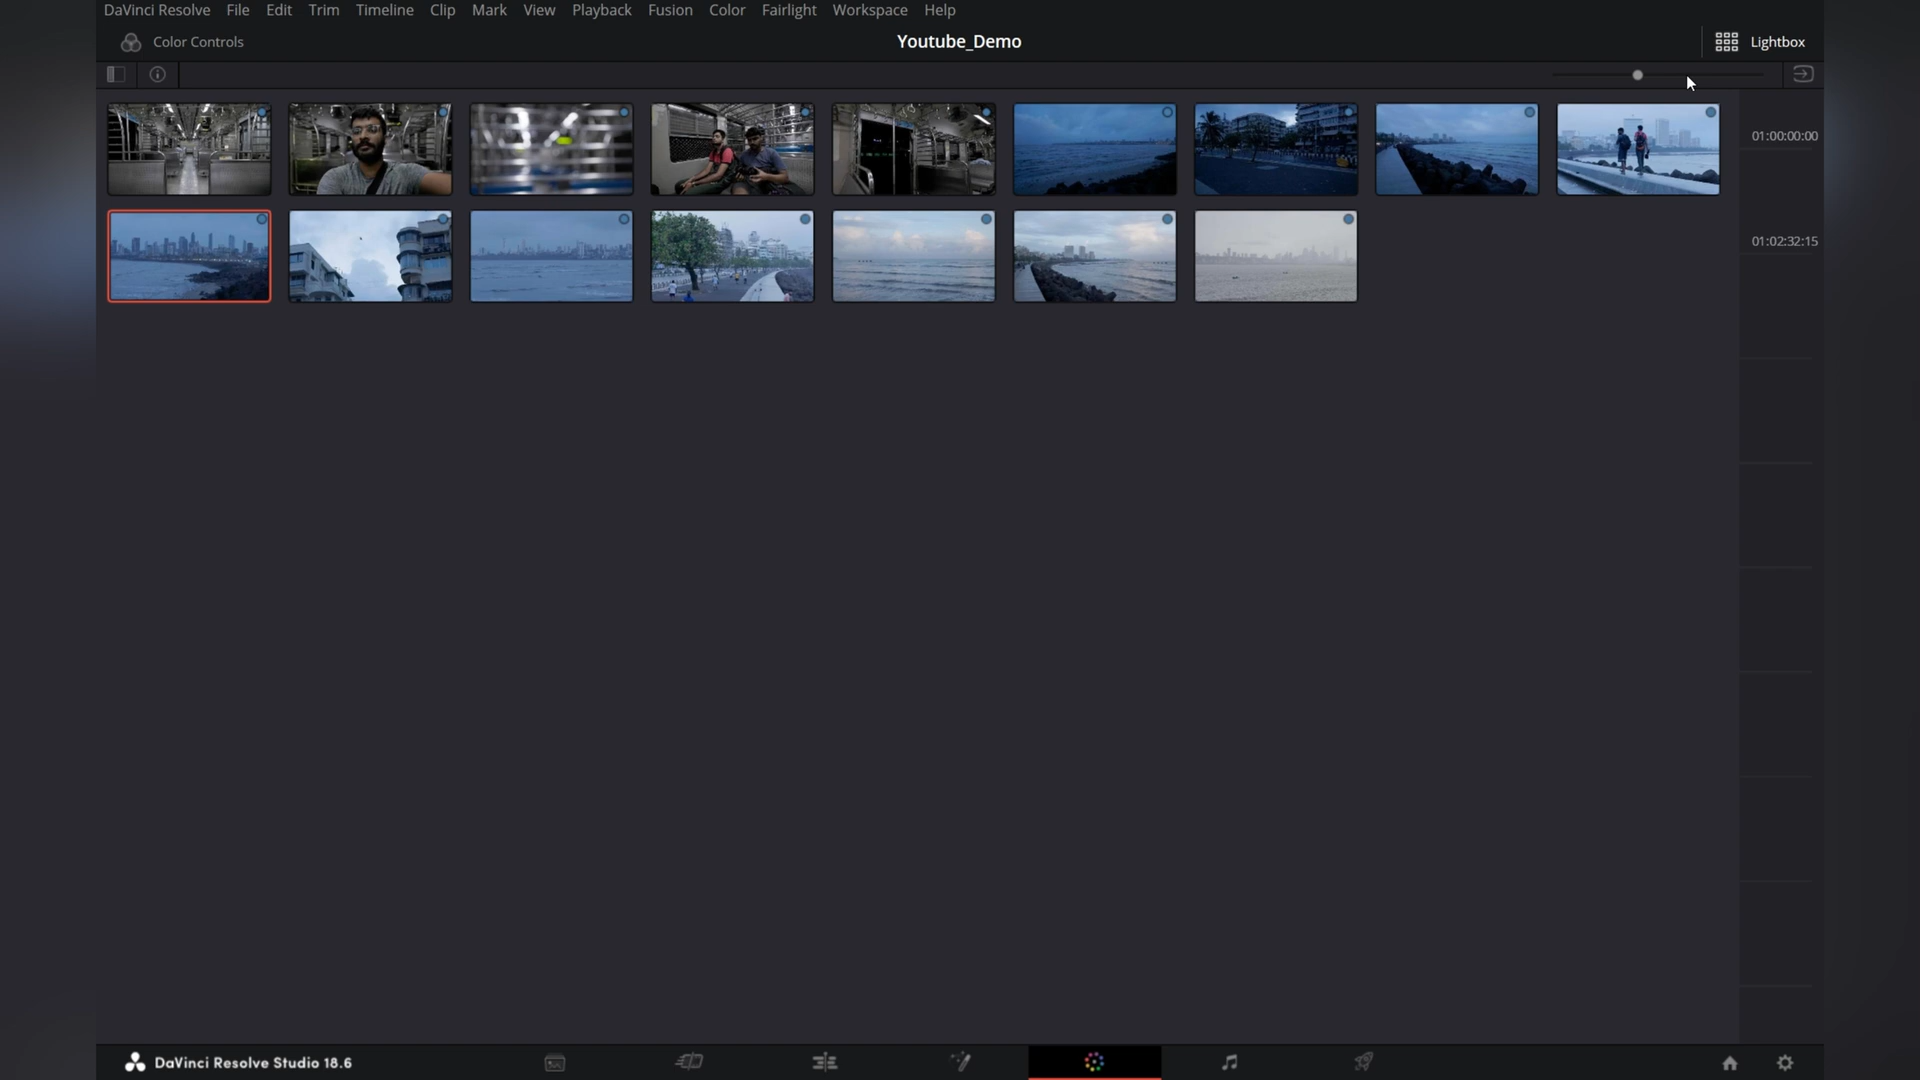 DaVinci Resolve File Edit Trim Timeline Clip Mark View Playback Fusion Color Fairlight Workspace Help
Color Controls Youtube_Demo Lightbox
01:00:00:00
01:02:32:15
DaVinci Resolve Studio 18.6